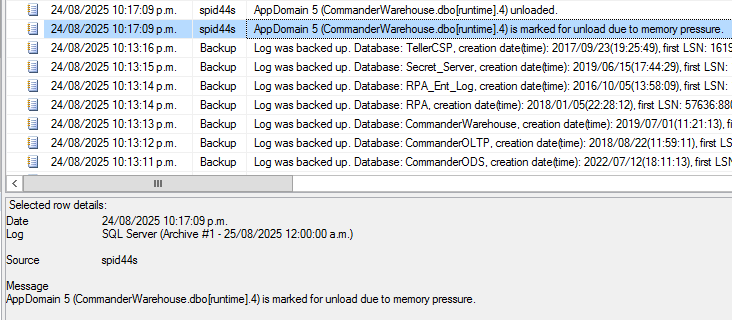 24/08/2025 10:17:09 p.m. spid44s AppDomain 5 (CommanderWarehouse.dbo[runtime].4) unloaded.
24/08/2025 10:17:09 p.m. spid44s AppDomain 5 (CommanderWarehouse.dbo[runtime].4) is marked for unload due to memory pressure.
24/08/2025 10:13:16 p.m. Backup Log was backed up. Database: TellerCSP, creation date(time): 2017/09/23(19:25:49), first LSN: 1619
24/08/2025 10:13:15 p.m. Backup Log was backed up. Database: Secret_Server, creation date(time): 2019/06/15(17:44:29), first LSN:
24/08/2025 10:13:14 p.m. Backup Log was backed up. Database: RPA_Ent_Log, creation date(time): 2016/10/05(13:58:09), first LSN:
24/08/2025 10:13:14 p.m. Backup Log was backed up. Database: RPA, creation date(time): 2018/01/05(22:28:12), first LSN: 57636:880
24/08/2025 10:13:13 p.m. Backup Log was backed up. Database: CommanderWarehouse, creation date(time): 2019/07/01(11:21:13), f
24/08/2025 10:13:12 p.m. Backup Log was backed up. Database: CommanderOLTP, creation date(time): 2018/08/22(11:59:11), first L
24/08/2025 10:13:11 p.m. Backup Log was backed up. Database: CommanderODS, creation date(time): 2022/07/12(18:11:13), first LS
Selected row details:
Date 24/08/2025 10:17:09 p.m.
Log SQL Server (Archive #1 - 25/08/2025 12:00:00 a.m.)
Source spid44s
Message
AppDomain 5 (CommanderWarehouse.dbo[runtime].4) is marked for unload due to memory pressure.